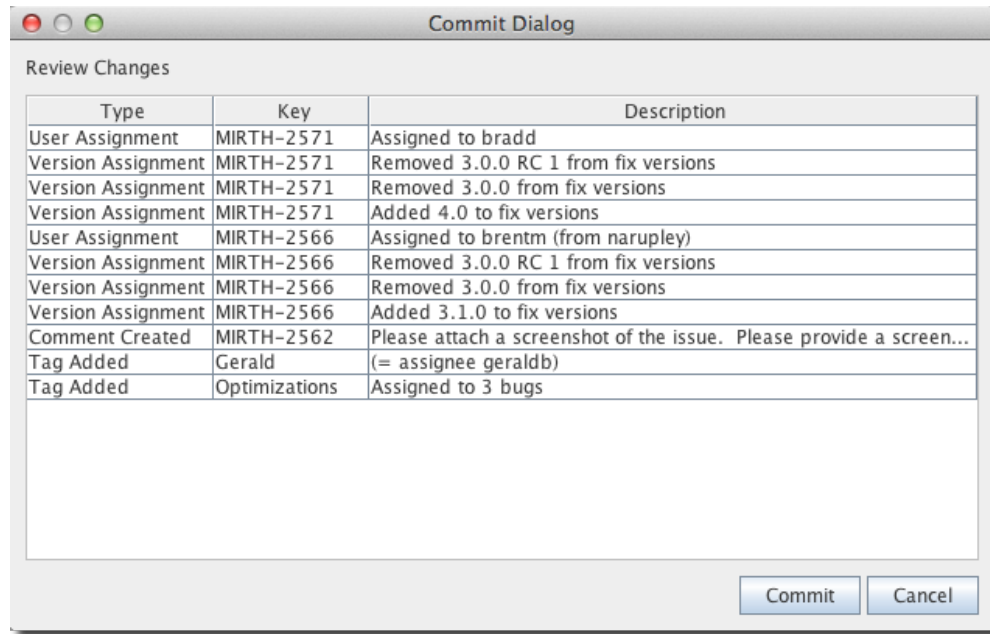 Commit Dialog
Review Changes
Type Key Description
User Assignment MIRTH-2571 Assigned to bradd
Version Assignment MIRTH-2571 Removed 3.0.0 RC 1 from fix versions
Version Assignment MIRTH-2571 Removed 3.0.0 from fix versions
Version Assignment MIRTH-2571 Added 4.0 to fix versions
User Assignment MIRTH-2566 Assigned to brentm (from narupley)
Version Assignment MIRTH-2566 Removed 3.0.0 RC 1 from fix versions
Version Assignment MIRTH-2566 Removed 3.0.0 from fix versions
Version Assignment MIRTH-2566 Added 3.1.0 to fix versions
Comment Created MIRTH-2562 Please attach a screenshot of the issue.  Please provide a screen...
Tag Added Gerald (= assignee geraldb)
Tag Added Optimizations Assigned to 3 bugs
Commit Cancel